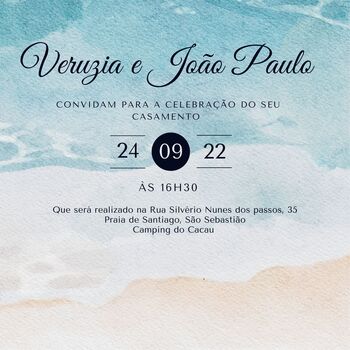 Veruzia e João Paulo
CONVIDAM PARA A CELEBRAÇÃO DO SEU
CASAMENTO
24 09 22
ÀS 16H30
Que será realizado na Rua Silvério Nunes dos passos, 35
Praia de Santiago, São Sebastião
Camping do Cacau